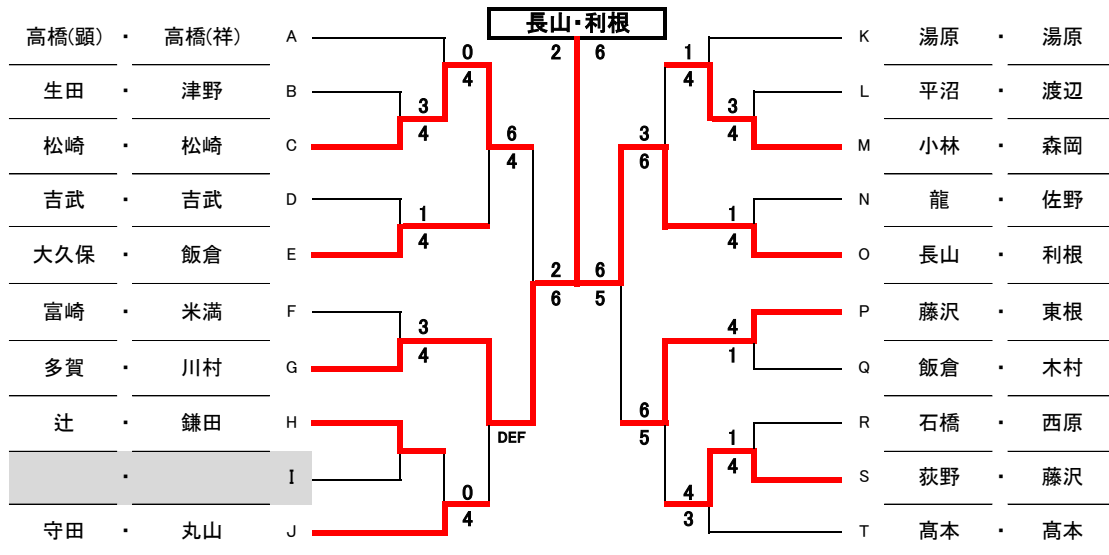 長山・利根
2 6
高橋(顕) ・ 高橋(祥) A
0
4
生田 ・ 津野 B
3
4
松崎 ・ 松崎 C
6
4
吉武 ・ 吉武 D
1
4
大久保 ・ 飯倉 E
2 6
6 5
富崎 ・ 米満 F
3
4
多賀 ・ 川村 G
辻 ・ 鎌田 H
DEF
・ I
0
4
守田 ・ 丸山 J
K 湯原 ・ 湯原
1
4
L 平沼 ・ 渡辺
3
4
M 小林 ・ 森岡
3
6
N 龍 ・ 佐野
1
4
O 長山 ・ 利根
P 藤沢 ・ 東根
4
1
Q 飯倉 ・ 木村
6
5
R 石橋 ・ 西原
1
4
S 荻野 ・ 藤沢
4
3
T 髙本 ・ 髙本